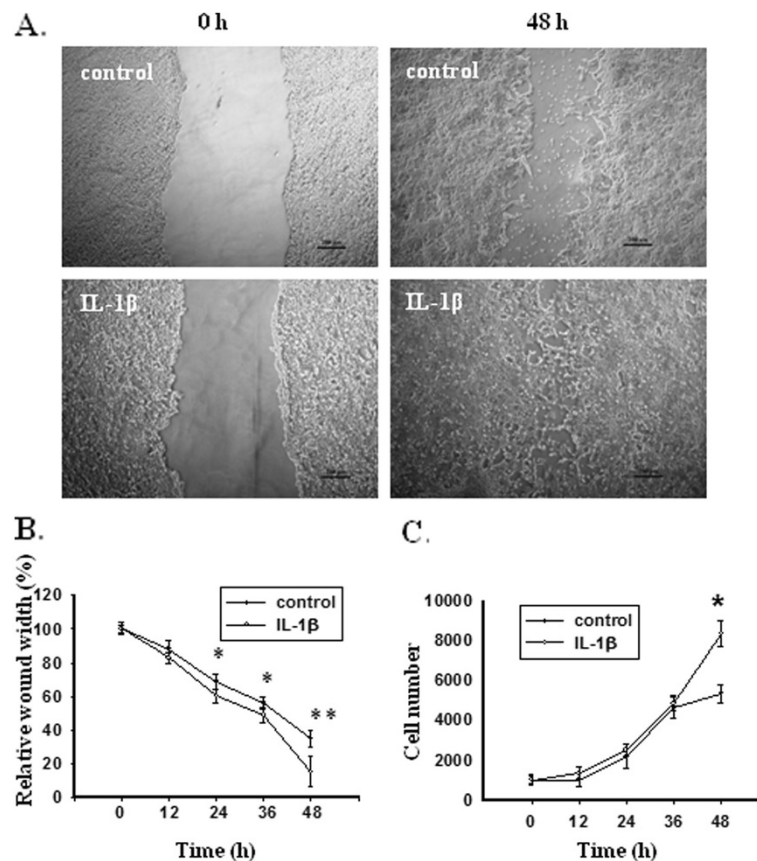 A.
0 h
48 h
control
control
IL-1β
IL-1β
B.
Relative wound width (%)
120
100
80
60
40
20
0
control
IL-1β
*
*
**
0
12
24
36
48
Time (h)
C.
Cell number
10000
8000
6000
4000
2000
0
control
IL-1β
*
0
12
24
36
48
Time (h)